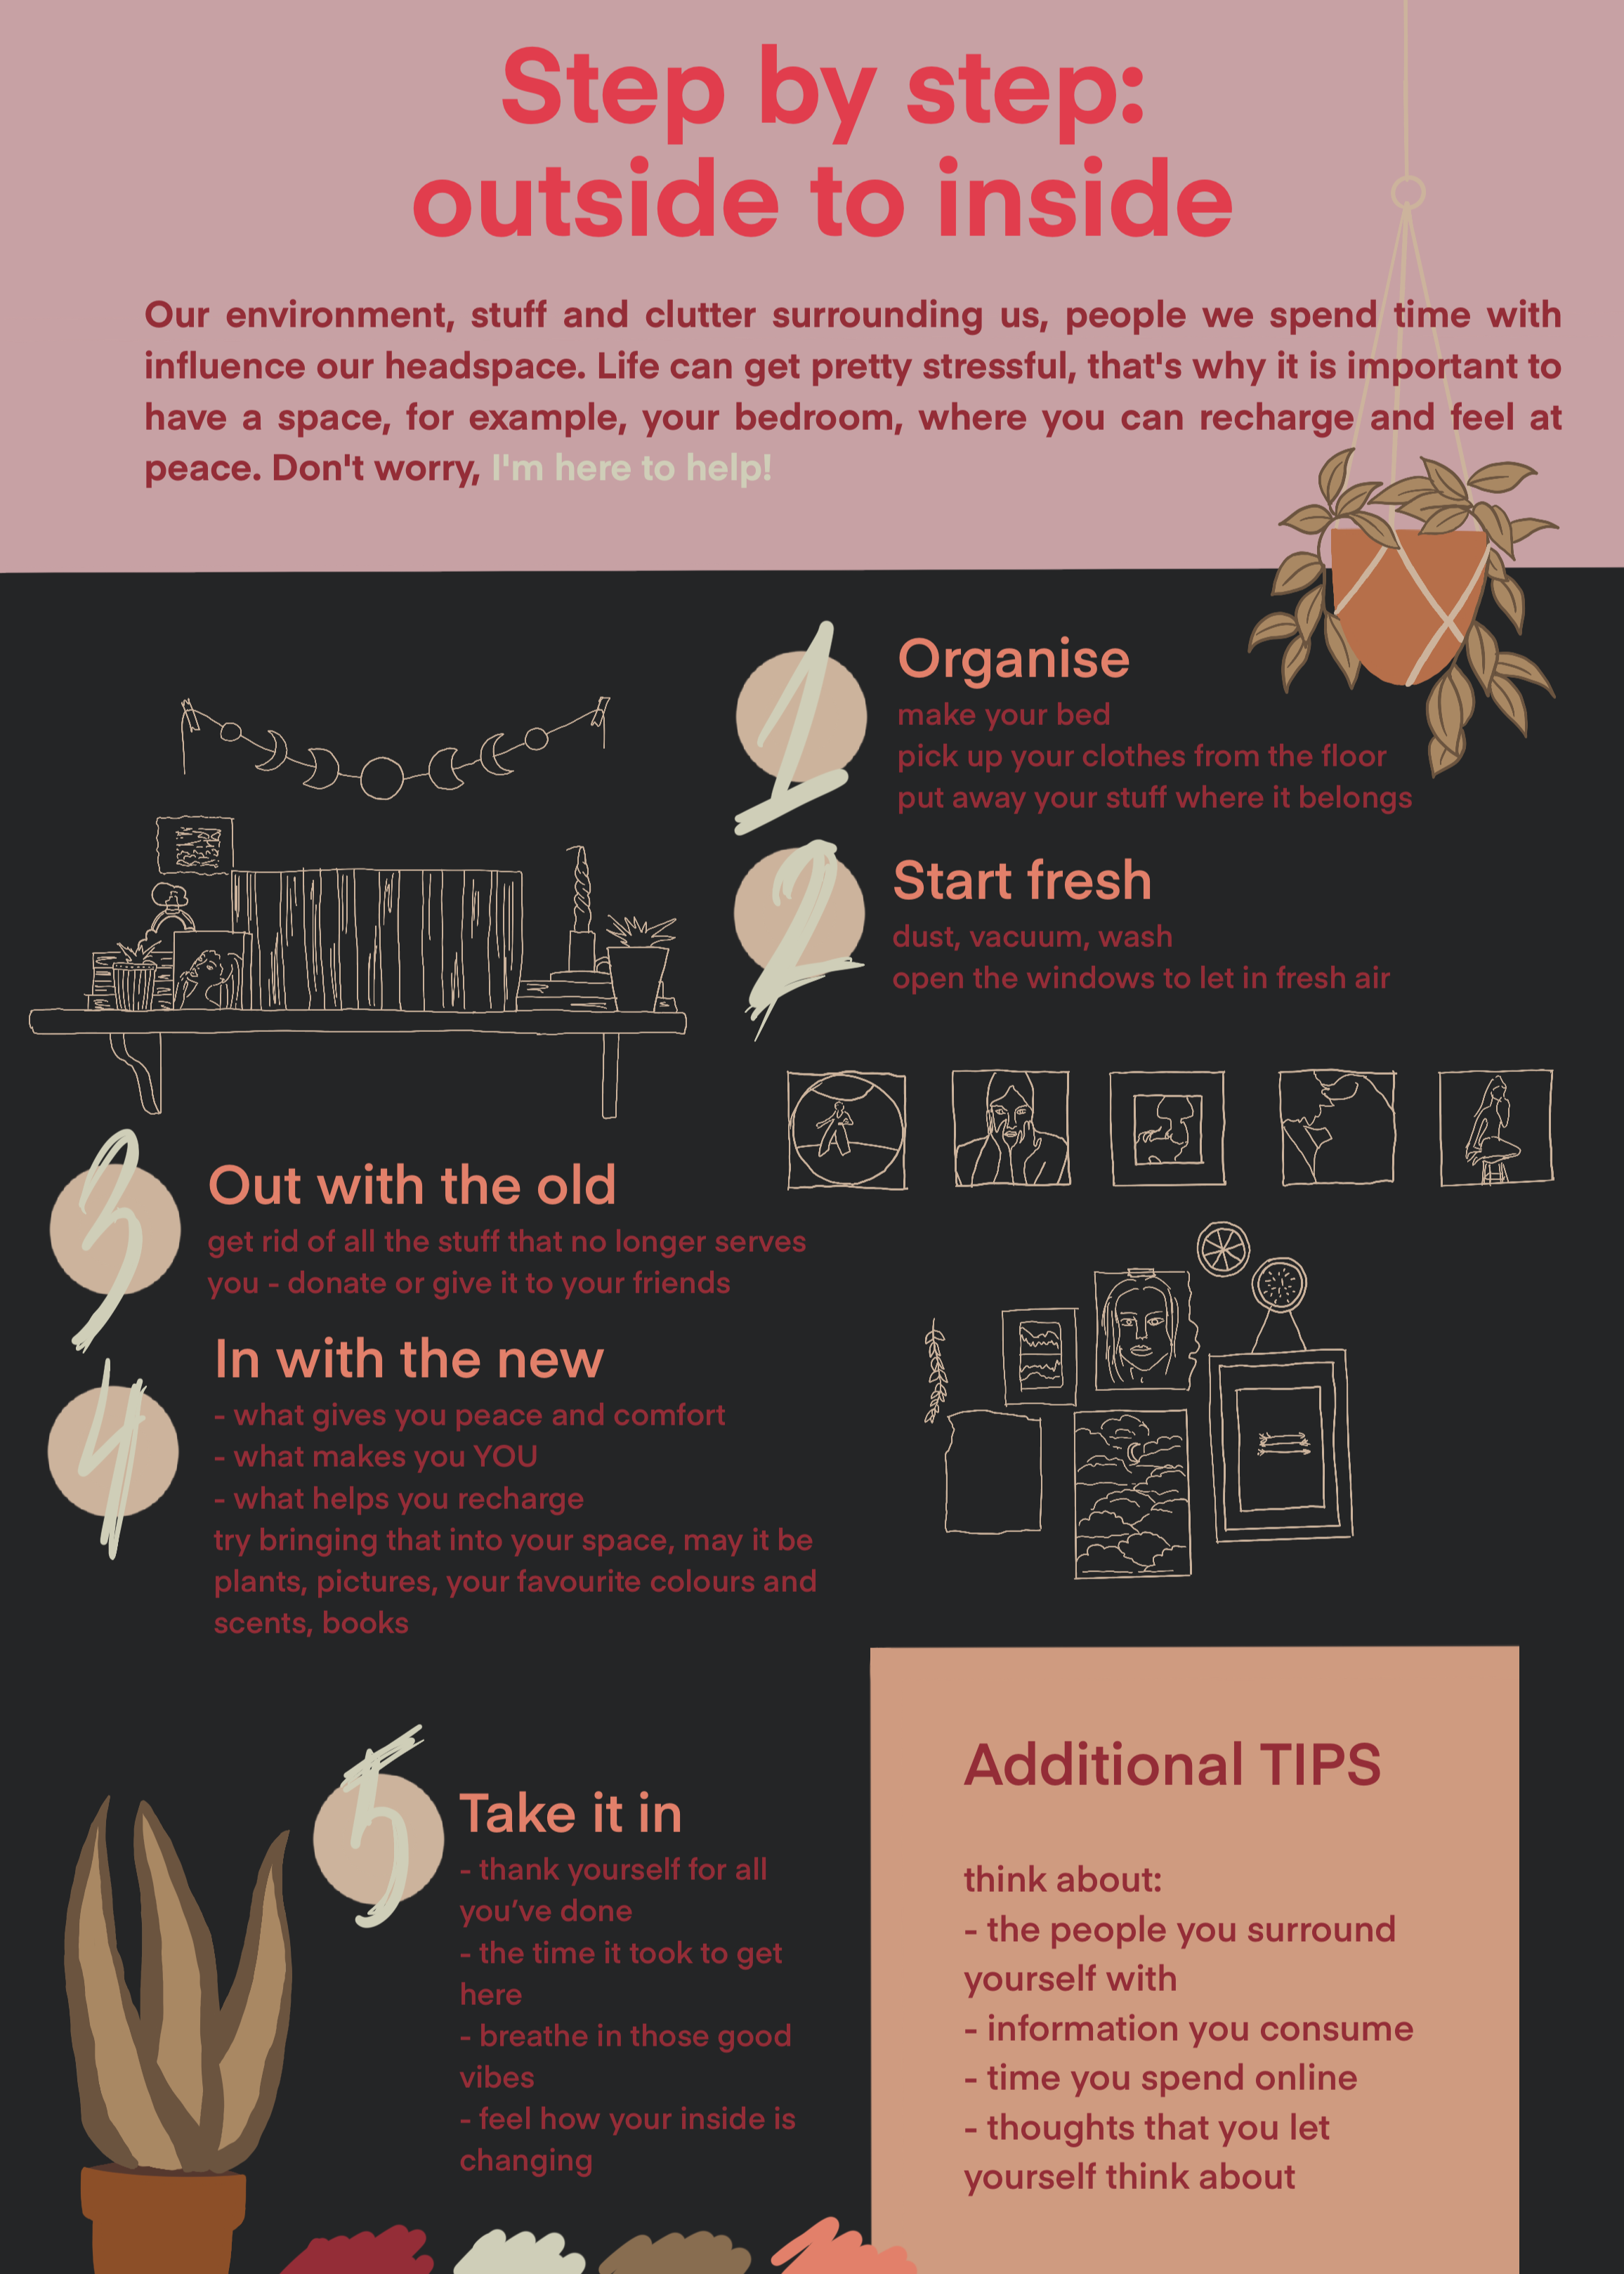 Step by step:
outside to inside
Our environment, stuff and clutter surrounding us, people we spend time with
influence our headspace. Life can get pretty stressful, that's why it is important to
have a space, for example, your bedroom, where you can recharge and feel at
peace. Don't worry, I'm here to help!
1
Organise
make your bed
pick up your clothes from the floor
put away your stuff where it belongs
2
Start fresh
dust, vacuum, wash
open the windows to let in fresh air
3
Out with the old
get rid of all the stuff that no longer serves
you - donate or give it to your friends
4
In with the new
- what gives you peace and comfort
- what makes you YOU
- what helps you recharge
try bringing that into your space, may it be
plants, pictures, your favourite colours and
scents, books
5
Take it in
- thank yourself for all
you’ve done
- the time it took to get
here
- breathe in those good
vibes
- feel how your inside is
changing
Additional TIPS
think about:
- the people you surround
yourself with
- information you consume
- time you spend online
- thoughts that you let
yourself think about